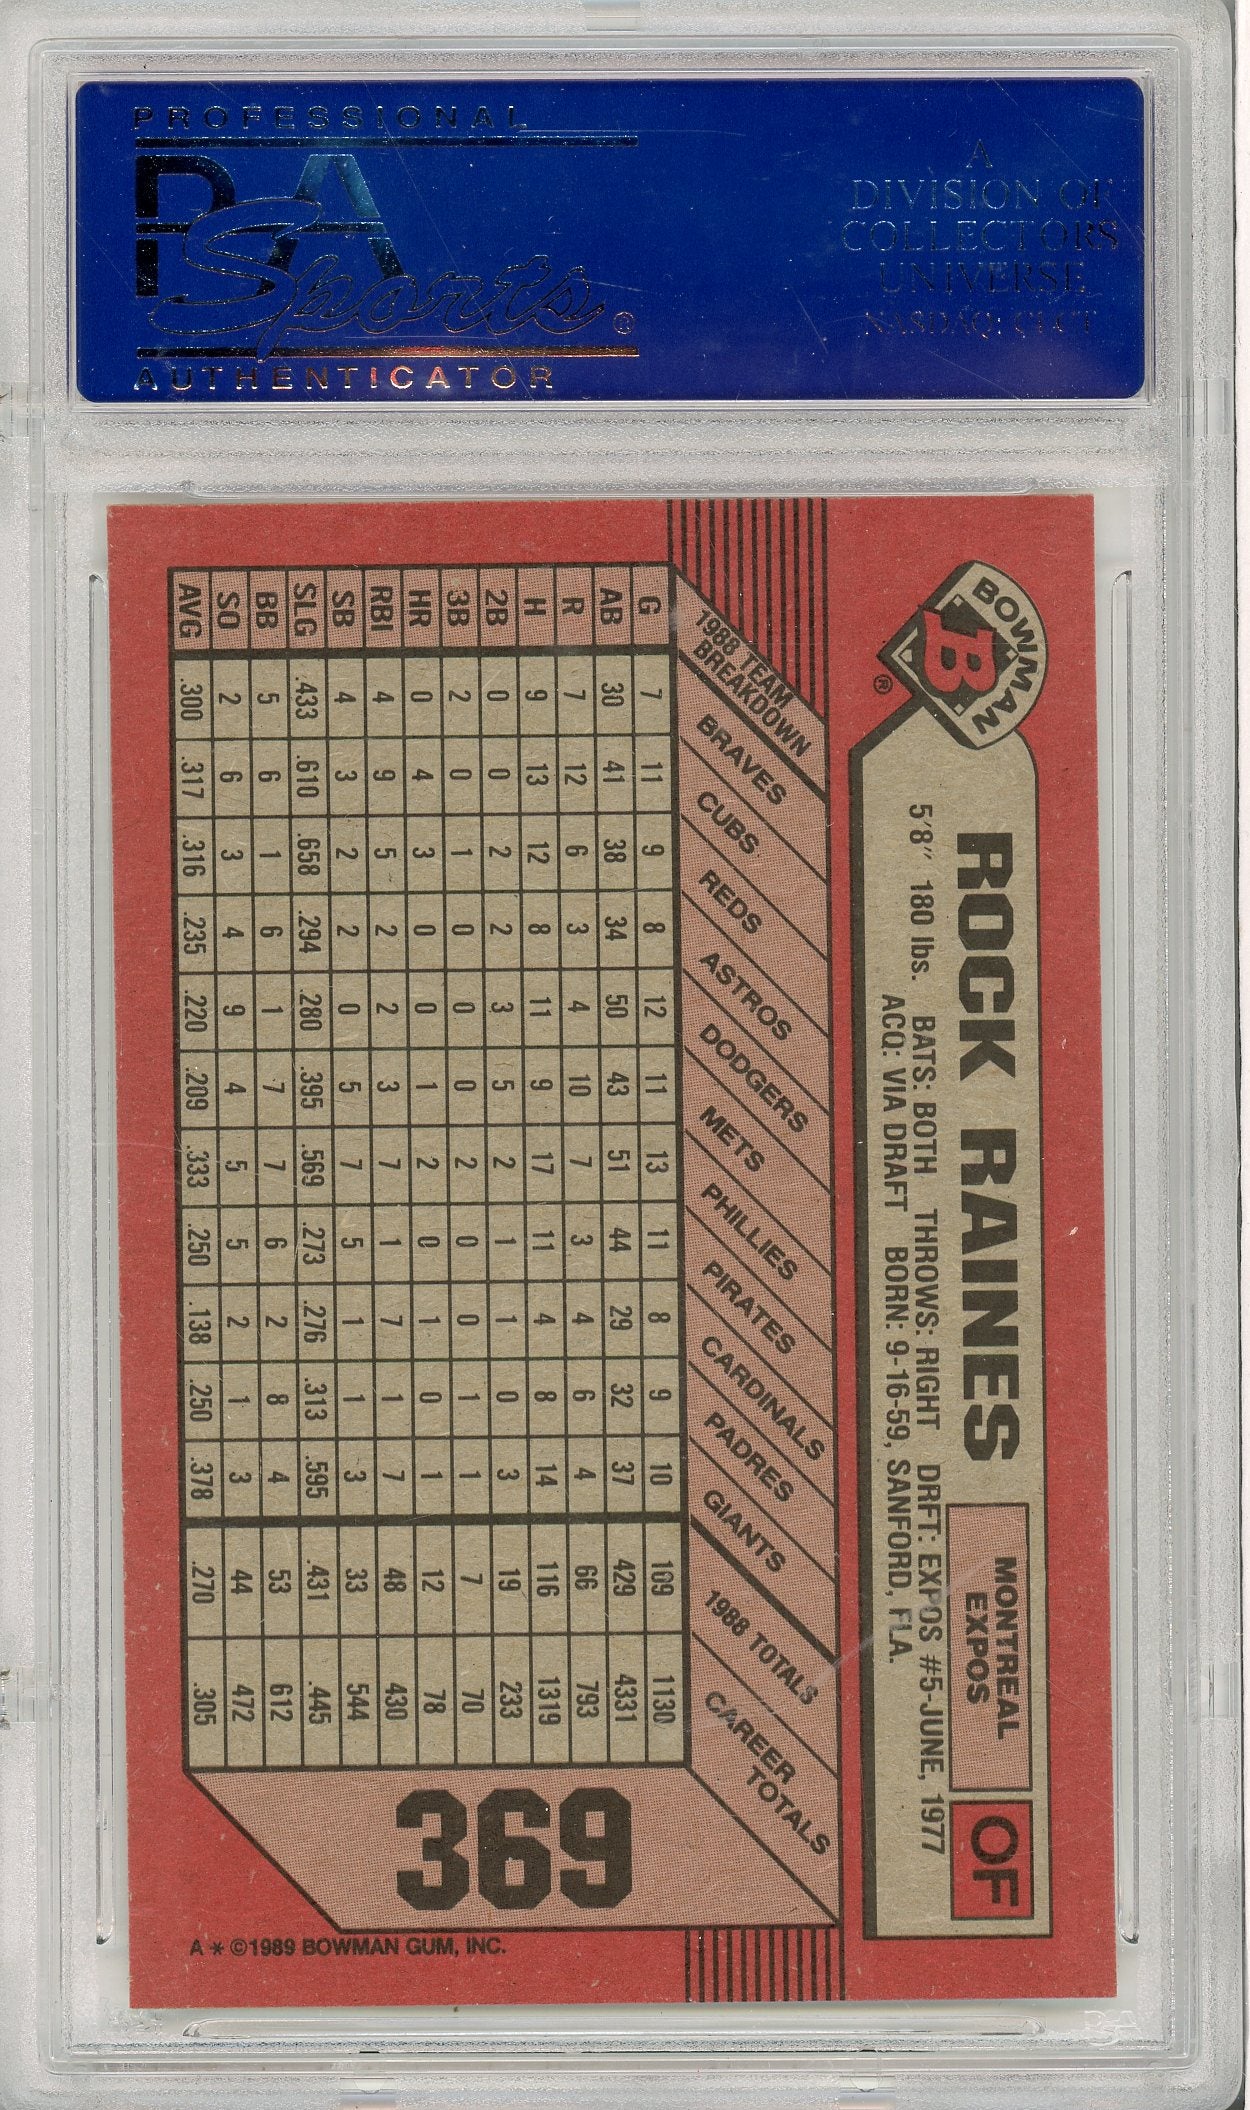 PROFESSIONAL
PSA
Sports®
AUTHENTICATOR
A
DIVISION OF
COLLECTORS
UNIVERSE
NASDAQ: CLCT
BOWMAN
B
®
ROCK RAINES
MONTREAL
EXPOS
OF
5'8" 180 lbs. BATS: BOTH THROWS: RIGHT DRFT: EXPOS #5-JUNE, 1977
ACQ: VIA DRAFT BORN: 9-16-59, SANFORD, FLA.
1988 TEAM
BREAKDOWN
BRAVES CUBS REDS ASTROS DODGERS METS PHILLIES PIRATES CARDINALS PADRES GIANTS 1988 TOTALS CAREER TOTALS
G 7 11 9 8 12 11 13 11 8 9 10 109 1130
AB 30 41 38 34 50 43 51 44 29 32 37 429 4331
R 7 12 6 3 4 10 7 3 4 6 4 66 793
H 9 13 12 8 11 9 17 11 4 8 14 116 1319
2B 0 0 2 2 3 5 2 1 1 0 3 19 233
3B 2 0 1 0 0 0 2 0 0 1 1 7 70
HR 0 4 3 0 0 1 2 0 1 0 1 12 78
RBI 4 9 5 2 2 3 7 1 7 1 7 48 430
SB 4 3 2 2 0 5 7 5 1 1 3 33 544
SLG .433 .610 .658 .294 .280 .395 .569 .273 .276 .313 .595 .431 .445
BB 5 6 1 6 1 7 7 6 2 8 4 53 612
SO 2 6 3 4 9 4 5 5 2 1 3 44 472
AVG .300 .317 .316 .235 .220 .209 .333 .250 .138 .250 .378 .270 .305
369
A * ©1989 BOWMAN GUM, INC.
PSA